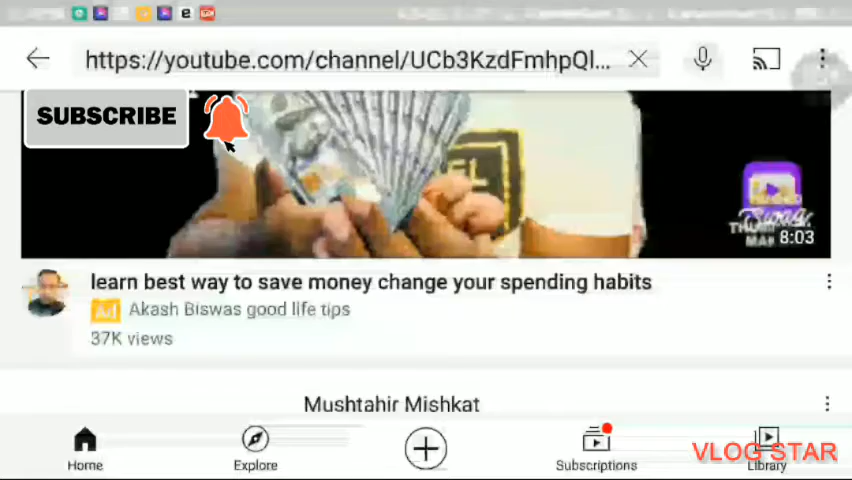 https://youtube.com/channel/UCb3KzdFmhpQl...
SUBSCRIBE
8:03
learn best way to save money change your spending habits
Ad Akash Biswas good life tips
37K views
Mushtahir Mishkat
Home
Explore
Subscriptions
Library
VLOG STAR